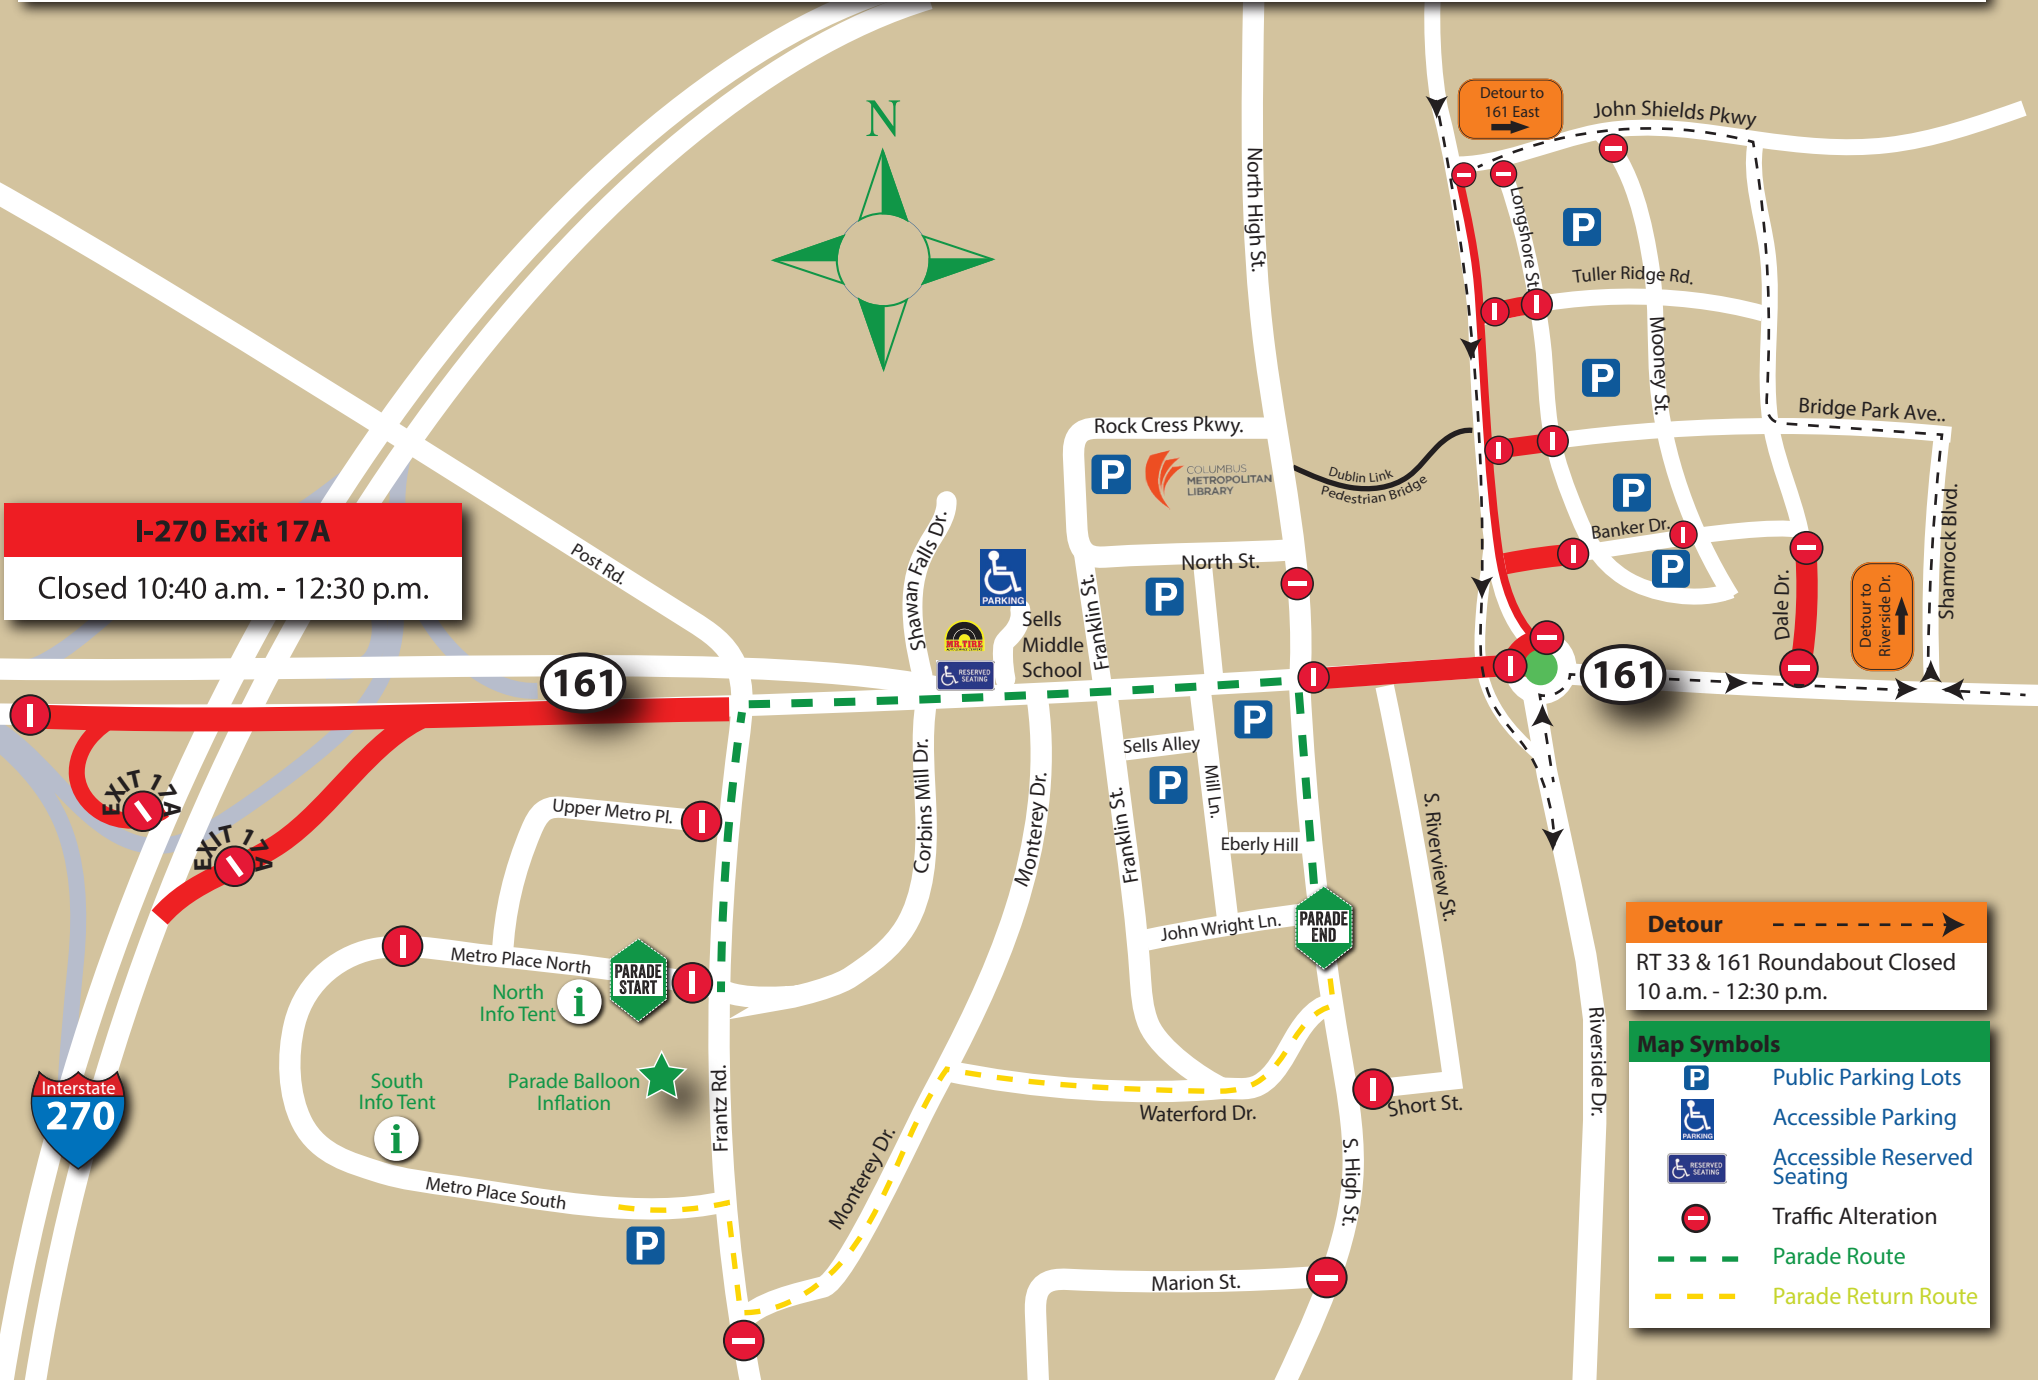 N
Detour to
161 East
John Shields Pkwy
North High St.
Longshore St.
P
Tuller Ridge Rd.
Mooney St.
P
Bridge Park Ave..
Rock Cress Pkwy.
P
COLUMBUS
METROPOLITAN
LIBRARY
Dublin Link
Pedestrian Bridge
P
Banker Dr.
P
Shamrock Blvd.
Dale Dr.
Detour to
Riverside Dr.
I-270 Exit 17A
Closed 10:40 a.m. - 12:30 p.m.
Post Rd.
Shawan Falls Dr.
PARKING
North St.
Franklin St.
P
MR. TIRE
RESERVED
SEATING
Sells
Middle
School
161
161
P
Sells Alley
P
Mill Ln.
Corbins Mill Dr.
Monterey Dr.
Franklin St.
Eberly Hill
S. Riverview St.
EXIT 17A
EXIT 17A
Upper Metro Pl.
Metro Place North
PARADE
START
North
Info Tent
i
John Wright Ln.
PARADE
END
South
Info Tent
i
Parade Balloon
Inflation
Frantz Rd.
Interstate
270
Waterford Dr.
Short St.
Riverside Dr.
Monterey Dr.
Metro Place South
P
S. High St.
Marion St.
Detour
RT 33 & 161 Roundabout Closed
10 a.m. - 12:30 p.m.
Map Symbols
P
Public Parking Lots
PARKING
Accessible Parking
RESERVED
SEATING
Accessible Reserved
Seating
Traffic Alteration
Parade Route
Parade Return Route